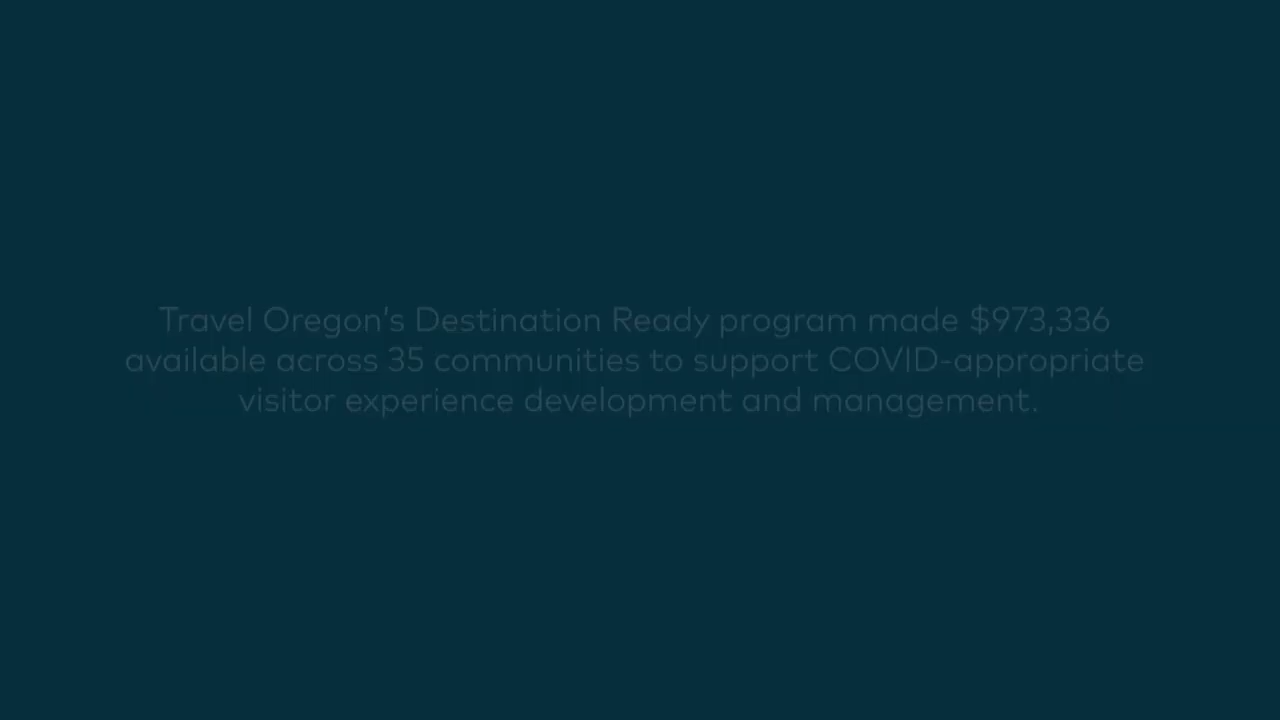 Travel Oregon's Destination Ready program made $973,336
available across 35 communities to support COVID-appropriate
visitor experience development and management.